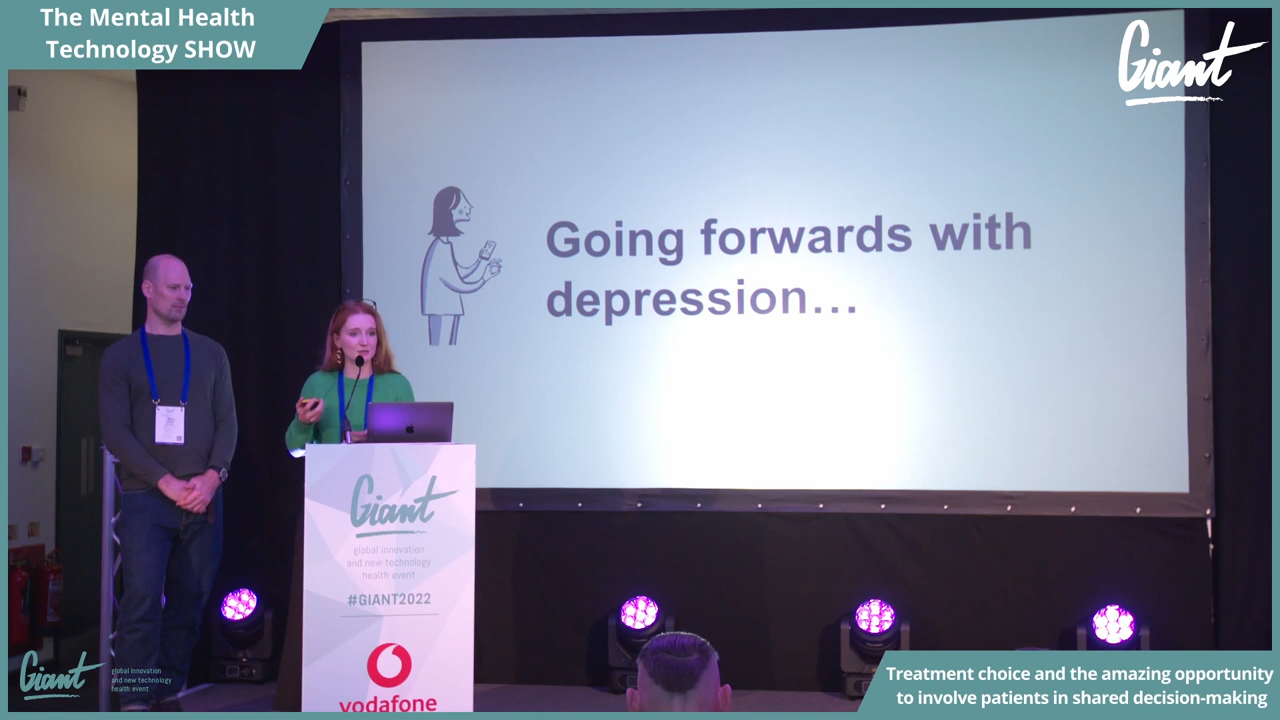 The Mental Health
Technology SHOW
Giant
Going forwards with
depression...
Giant
global innovation
and new technology
health event
#GIANT2022
vodafone
Giant
global innovation
and new technology
health event
Treatment choice and the amazing opportunity
to involve patients in shared decision-making